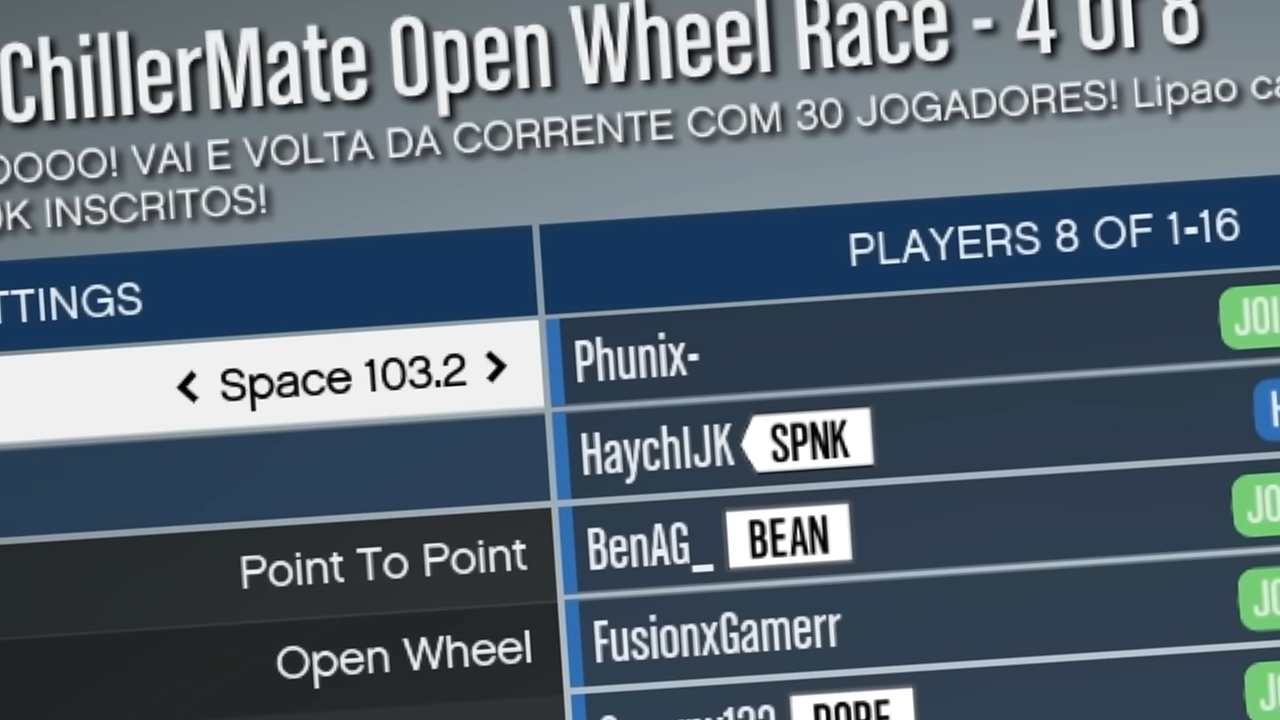 ChillerMate Open Wheel Race - 4 of 8
OOOO! VAI E VOLTA DA CORRENTE COM 30 JOGADORES! Lipao
INSCRITOS!
PLAYERS 8 OF 1-16
Space 103.2
Phunix-
HaychIJK SPNK
BenAG_ BEAN
Point To Point
FusionxGamerr
Open Wheel